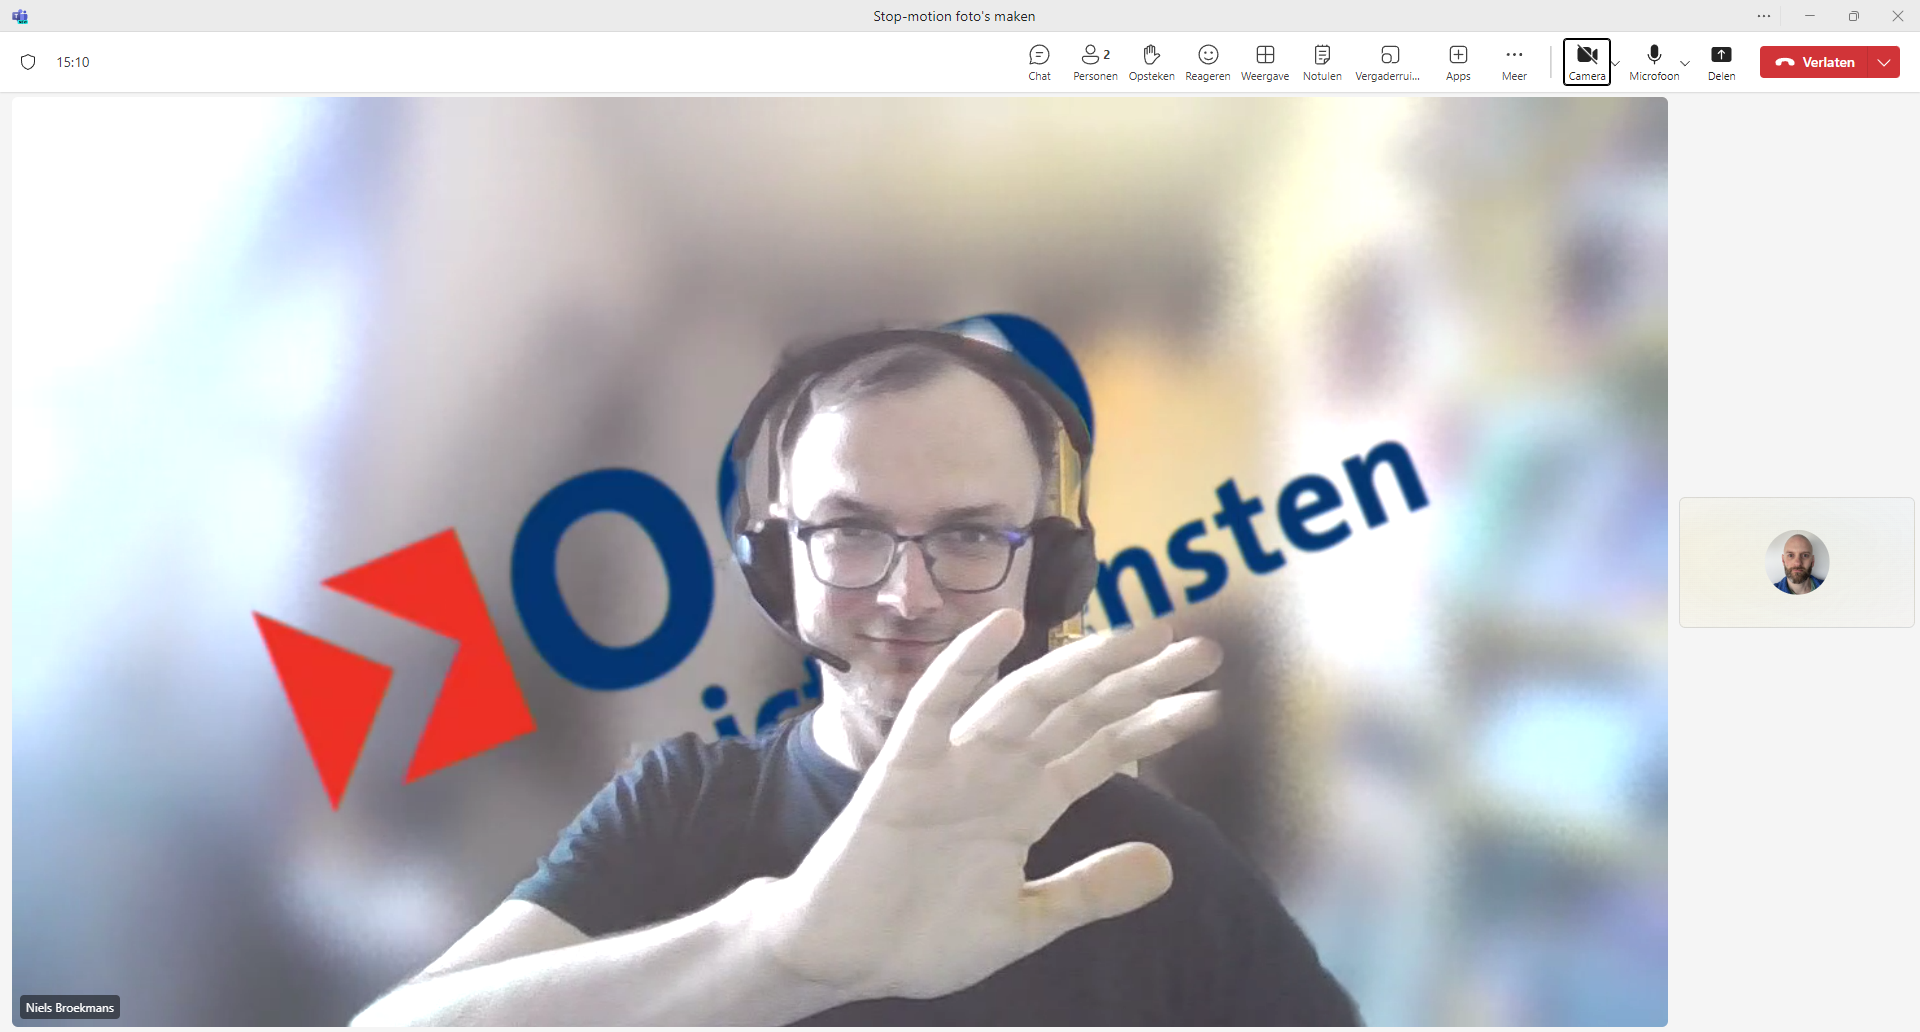 Stop-motion foto's maken
15:10
Chat
Personen
2
Opsteken
Reageren
Weergave
Notulen
Vergaderrui...
Apps
Meer
Camera
Microfoon
Delen
Verlaten
O
nsten
Niels Broekmans